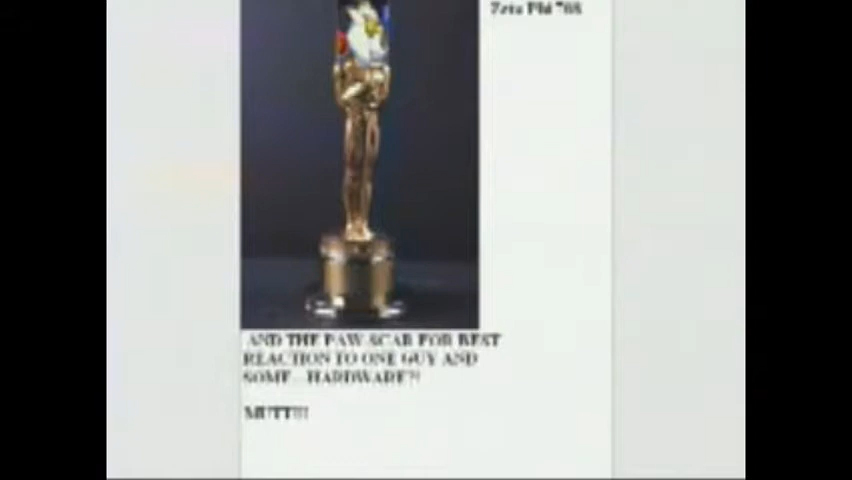 Zeta Phi '08
AND THE PAW SCAR FOR BEST
REACTION TO ONE GUY AND
SOME...HARDWARE?!
MUTT!!!